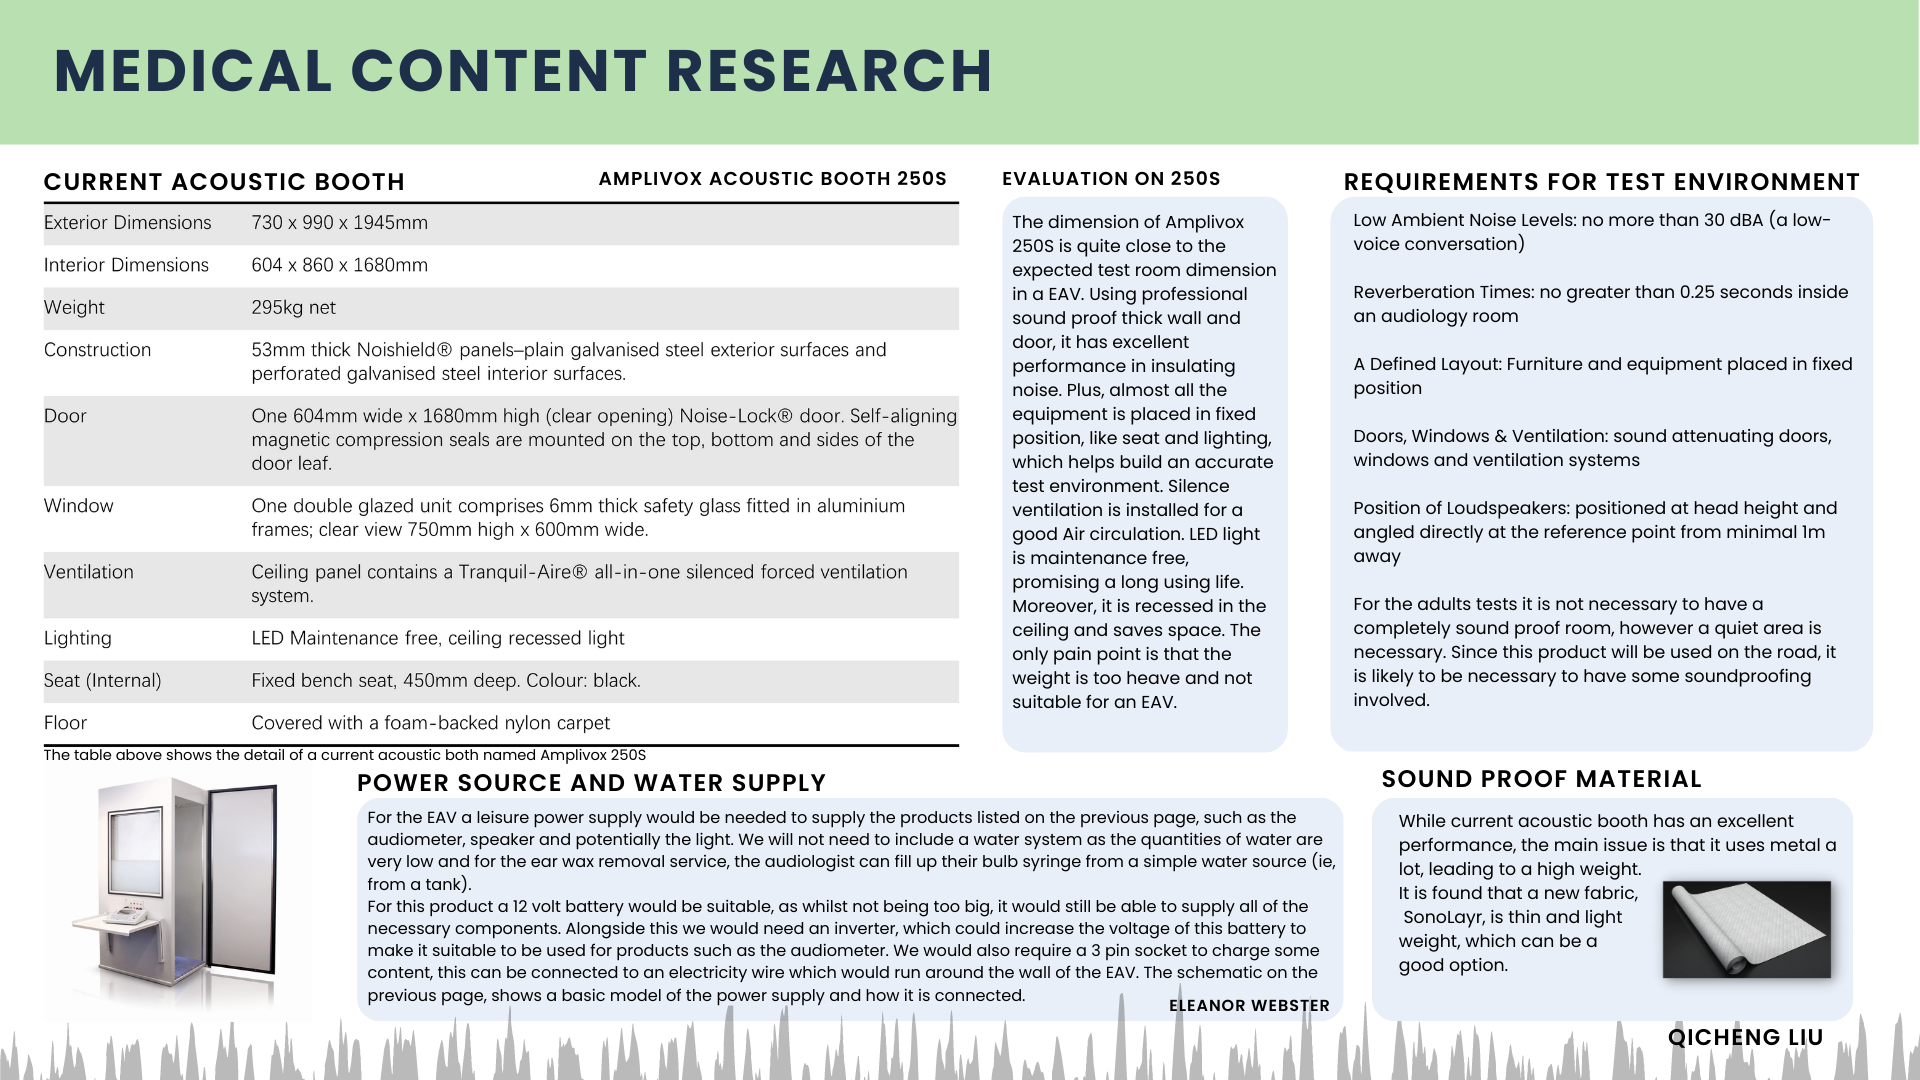 MEDICAL CONTENT RESEARCH
CURRENT ACOUSTIC BOOTH
AMPLIVOX ACOUSTIC BOOTH 250S
Exterior Dimensions 730 x 990 x 1945mm
Interior Dimensions 604 x 860 x 1680mm
Weight 295kg net
Construction 53mm thick Noishield® panels–plain galvanised steel exterior surfaces and
perforated galvanised steel interior surfaces.
Door One 604mm wide x 1680mm high (clear opening) Noise-Lock® door. Self-aligning
magnetic compression seals are mounted on the top, bottom and sides of the
door leaf.
Window One double glazed unit comprises 6mm thick safety glass fitted in aluminium
frames; clear view 750mm high x 600mm wide.
Ventilation Ceiling panel contains a Tranquil-Aire® all-in-one silenced forced ventilation
system.
Lighting LED Maintenance free, ceiling recessed light
Seat (Internal) Fixed bench seat, 450mm deep. Colour: black.
Floor Covered with a foam-backed nylon carpet
The table above shows the detail of a current acoustic both named Amplivox 250S
EVALUATION ON 250S
The dimension of Amplivox
250S is quite close to the
expected test room dimension
in a EAV. Using professional
sound proof thick wall and
door, it has excellent
performance in insulating
noise. Plus, almost all the
equipment is placed in fixed
position, like seat and lighting,
which helps build an accurate
test environment. Silence
ventilation is installed for a
good Air circulation. LED light
is maintenance free,
promising a long using life.
Moreover, it is recessed in the
ceiling and saves space. The
only pain point is that the
weight is too heave and not
suitable for an EAV.
REQUIREMENTS FOR TEST ENVIRONMENT
Low Ambient Noise Levels: no more than 30 dBA (a low-
voice conversation)
Reverberation Times: no greater than 0.25 seconds inside
an audiology room
A Defined Layout: Furniture and equipment placed in fixed
position
Doors, Windows & Ventilation: sound attenuating doors,
windows and ventilation systems
Position of Loudspeakers: positioned at head height and
angled directly at the reference point from minimal 1m
away
For the adults tests it is not necessary to have a
completely sound proof room, however a quiet area is
necessary. Since this product will be used on the road, it
is likely to be necessary to have some soundproofing
involved.
POWER SOURCE AND WATER SUPPLY
For the EAV a leisure power supply would be needed to supply the products listed on the previous page, such as the
audiometer, speaker and potentially the light. We will not need to include a water system as the quantities of water are
very low and for the ear wax removal service, the audiologist can fill up their bulb syringe from a simple water source (ie,
from a tank).
For this product a 12 volt battery would be suitable, as whilst not being too big, it would still be able to supply all of the
necessary components. Alongside this we would need an inverter, which could increase the voltage of this battery to
make it suitable to be used for products such as the audiometer. We would also require a 3 pin socket to charge some
content, this can be connected to an electricity wire which would run around the wall of the EAV. The schematic on the
previous page, shows a basic model of the power supply and how it is connected.
ELEANOR WEBSTER
SOUND PROOF MATERIAL
While current acoustic booth has an excellent
performance, the main issue is that it uses metal a
lot, leading to a high weight.
It is found that a new fabric,
SonoLayr, is thin and light
weight, which can be a
good option.
QICHENG LIU